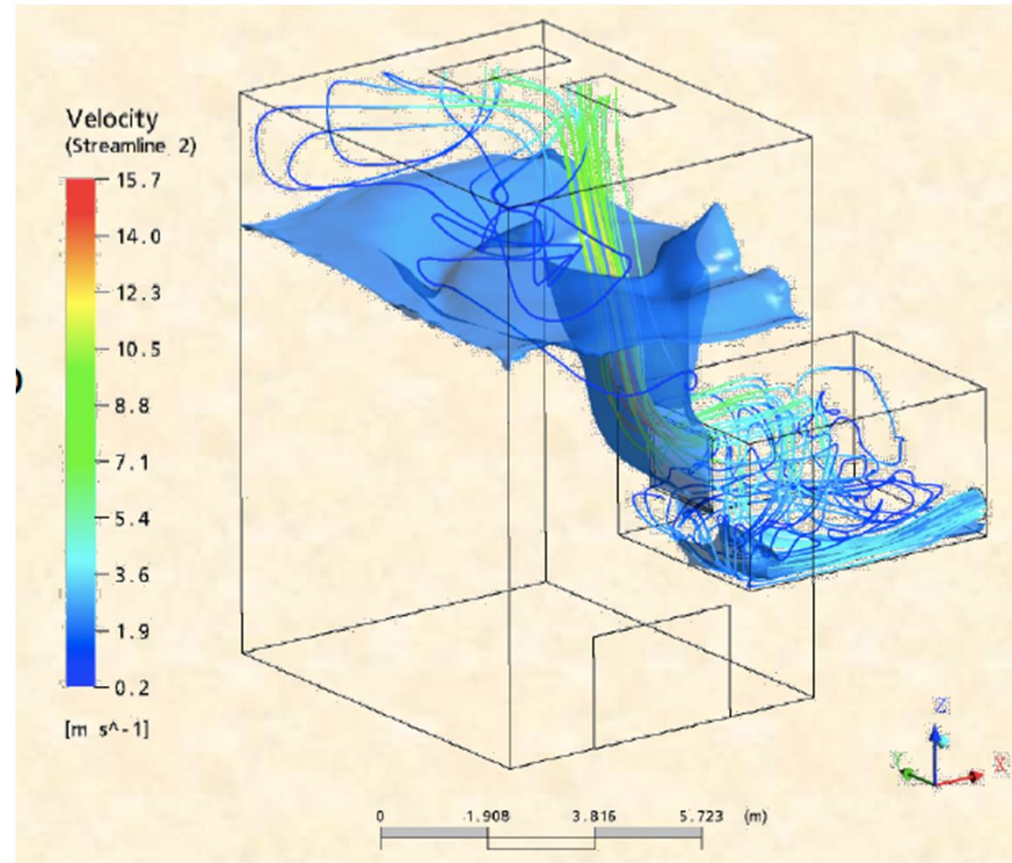 Velocity
(Streamline 2)
15.7
14.0
12.3
10.5
8.8
7.1
5.4
3.6
1.9
0.2
[m s^-1]
Z
Y
X
0 1.908 3.816 5.723 (m)